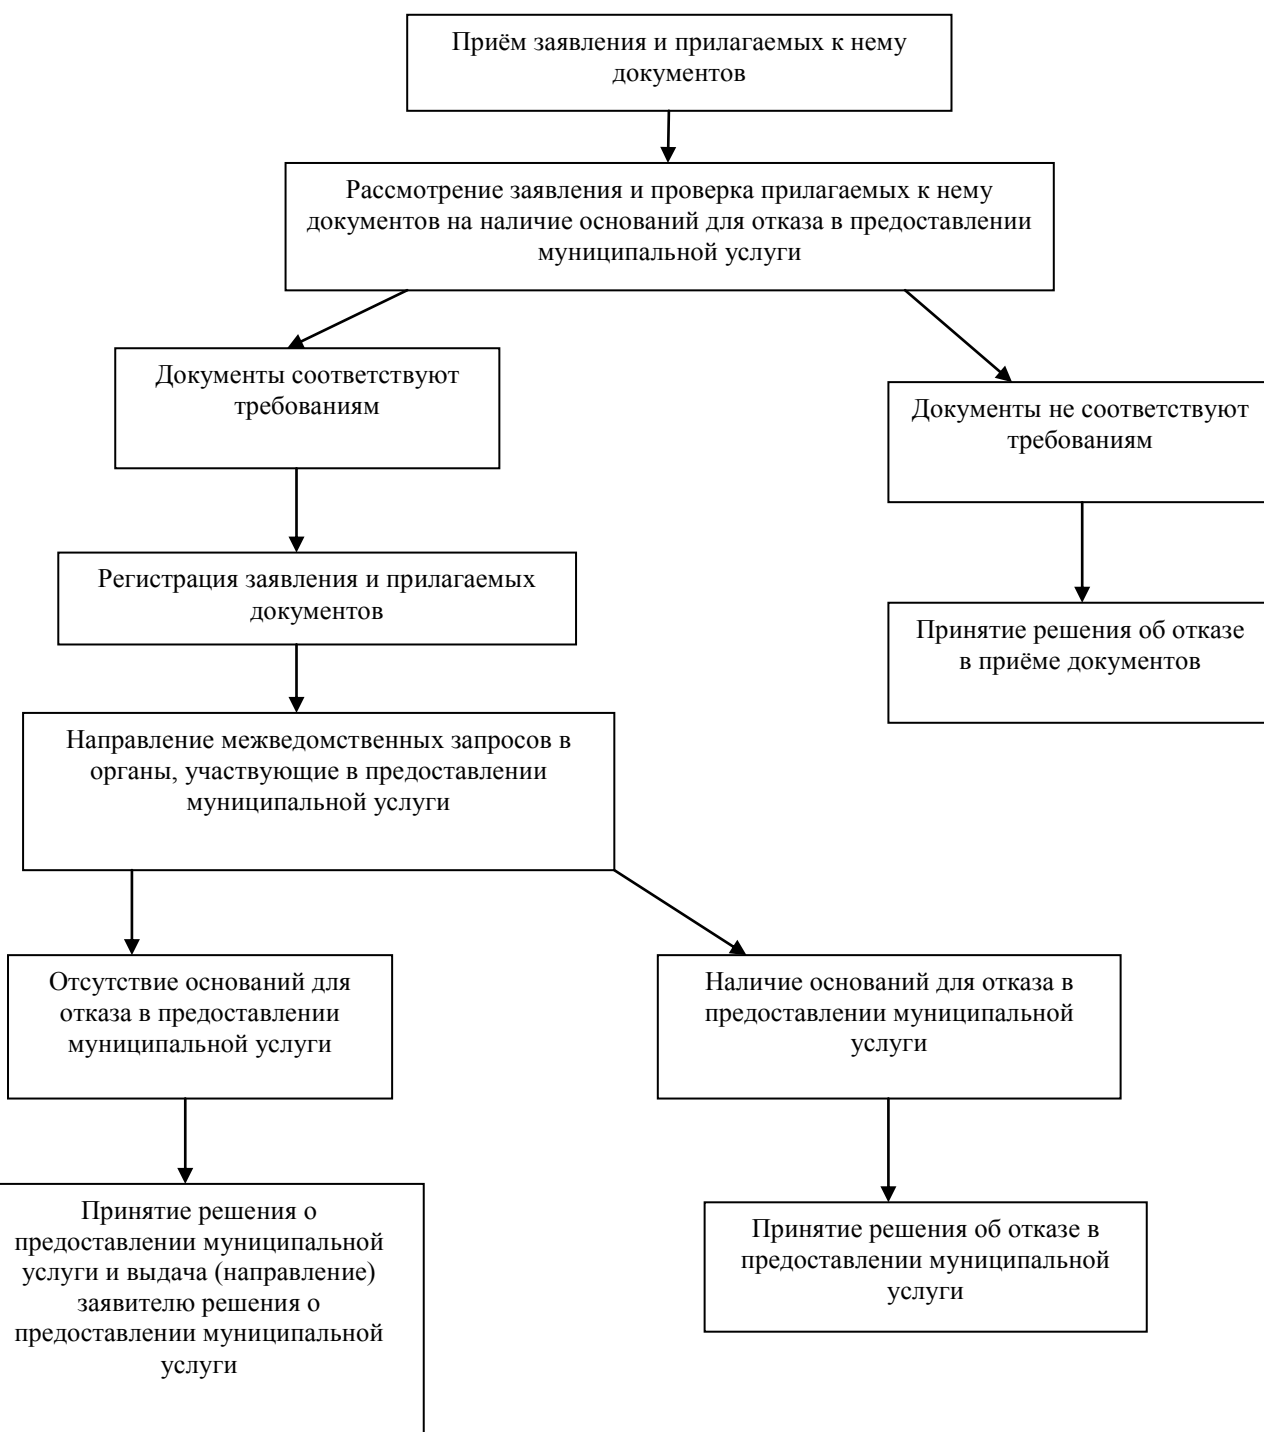 Приём заявления и прилагаемых к нему
документов
Рассмотрение заявления и проверка прилагаемых к нему
документов на наличие оснований для отказа в предоставлении
муниципальной услуги
Документы соответствуют
требованиям
Документы не соответствуют
требованиям
Регистрация заявления и прилагаемых
документов
Принятие решения об отказе
в приёме документов
Направление межведомственных запросов в
органы, участвующие в предоставлении
муниципальной услуги
Отсутствие оснований для
отказа в предоставлении
муниципальной услуги
Наличие оснований для отказа в
предоставлении муниципальной
услуги
Принятие решения о
предоставлении муниципальной
услуги и выдача (направление)
заявителю решения о
предоставлении муниципальной
услуги
Принятие решения об отказе в
предоставлении муниципальной
услуги